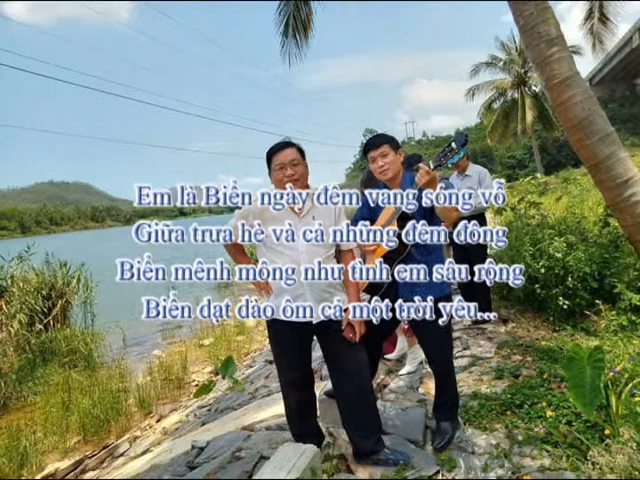 Em là Biển ngày đêm vang sóng vỗ
Giữa trưa hè và cả những đêm đông
Biển mênh mông như tình em sâu rộng
Biển dạt dào ôm cả một trời yêu...